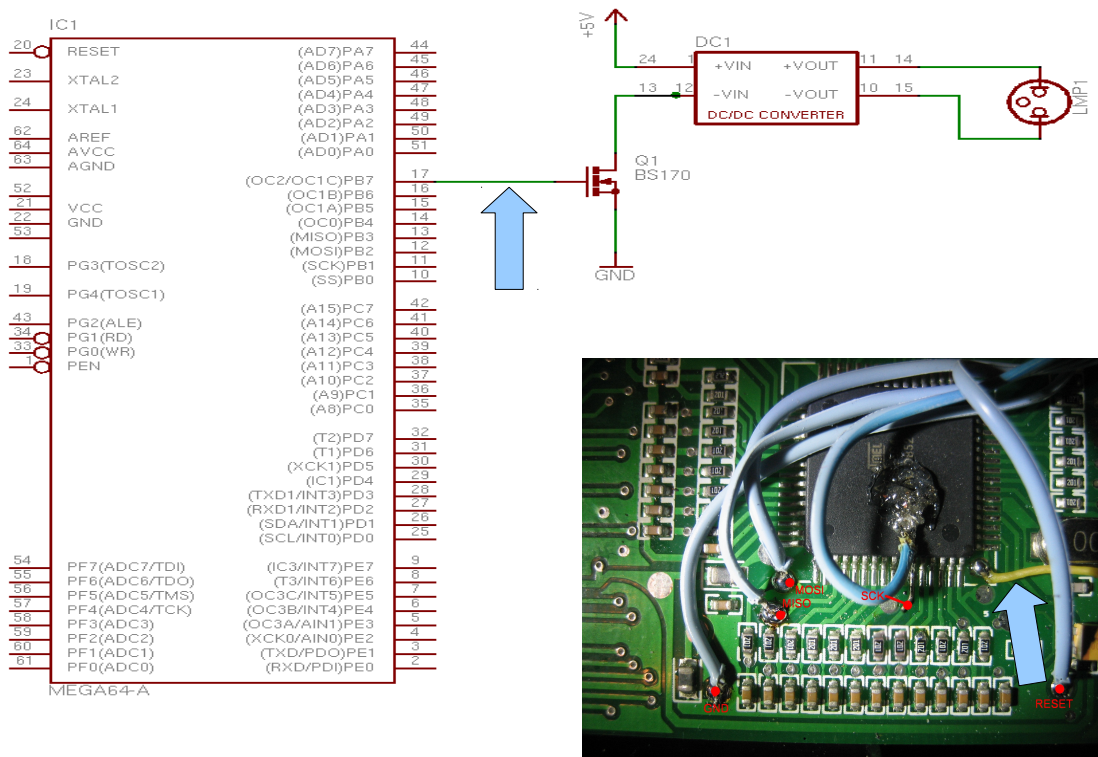 IC1
20
RESET
23
XTAL2
24
XTAL1
62
AREF
64
AVCC
63
AGND
52
21
VCC
22
GND
53
18
PG3(TOSC2)
19
PG4(TOSC1)
43
PG2(ALE)
34
PG1(RD)
33
PG0(WR)
1
PEN
54
PF7(ADC7/TDI)
55
PF6(ADC6/TDO)
56
PF5(ADC5/TMS)
57
PF4(ADC4/TCK)
58
PF3(ADC3)
59
PF2(ADC2)
60
PF1(ADC1)
61
PF0(ADC0)
MEGA64-A
(AD7)PA7 44
(AD6)PA6 45
(AD5)PA5 46
(AD4)PA4 47
(AD3)PA3 48
(AD2)PA2 49
(AD1)PA1 50
(AD0)PA0 51
(OC2/OC1C)PB7 17
(OC1B)PB6 16
(OC1A)PB5 15
(OC0)PB4 14
(MISO)PB3 13
(MOSI)PB2 12
(SCK)PB1 11
(SS)PB0 10
(A15)PC7 42
(A14)PC6 41
(A13)PC5 40
(A12)PC4 39
(A11)PC3 38
(A10)PC2 37
(A9)PC1 36
(A8)PC0 35
(T2)PD7 32
(T1)PD6 31
(XCK1)PD5 30
(IC1)PD4 29
(TXD1/INT3)PD3 28
(RXD1/INT2)PD2 27
(SDA/INT1)PD1 26
(SCL/INT0)PD0 25
(IC3/INT7)PE7 9
(T3/INT6)PE6 8
(OC3C/INT5)PE5 7
(OC3B/INT4)PE4 6
(OC3A/AIN1)PE3 5
(XCK0/AIN0)PE2 4
(TXD/PDO)PE1 3
(RXD/PDI)PE0 2
+5V
DC1
24 1 +VIN +VOUT 11 14
13 12 -VIN -VOUT 10 15
DC/DC CONVERTER
LMP1
Q1
BS170
GND
MOSI
MISO
SCK
RESET